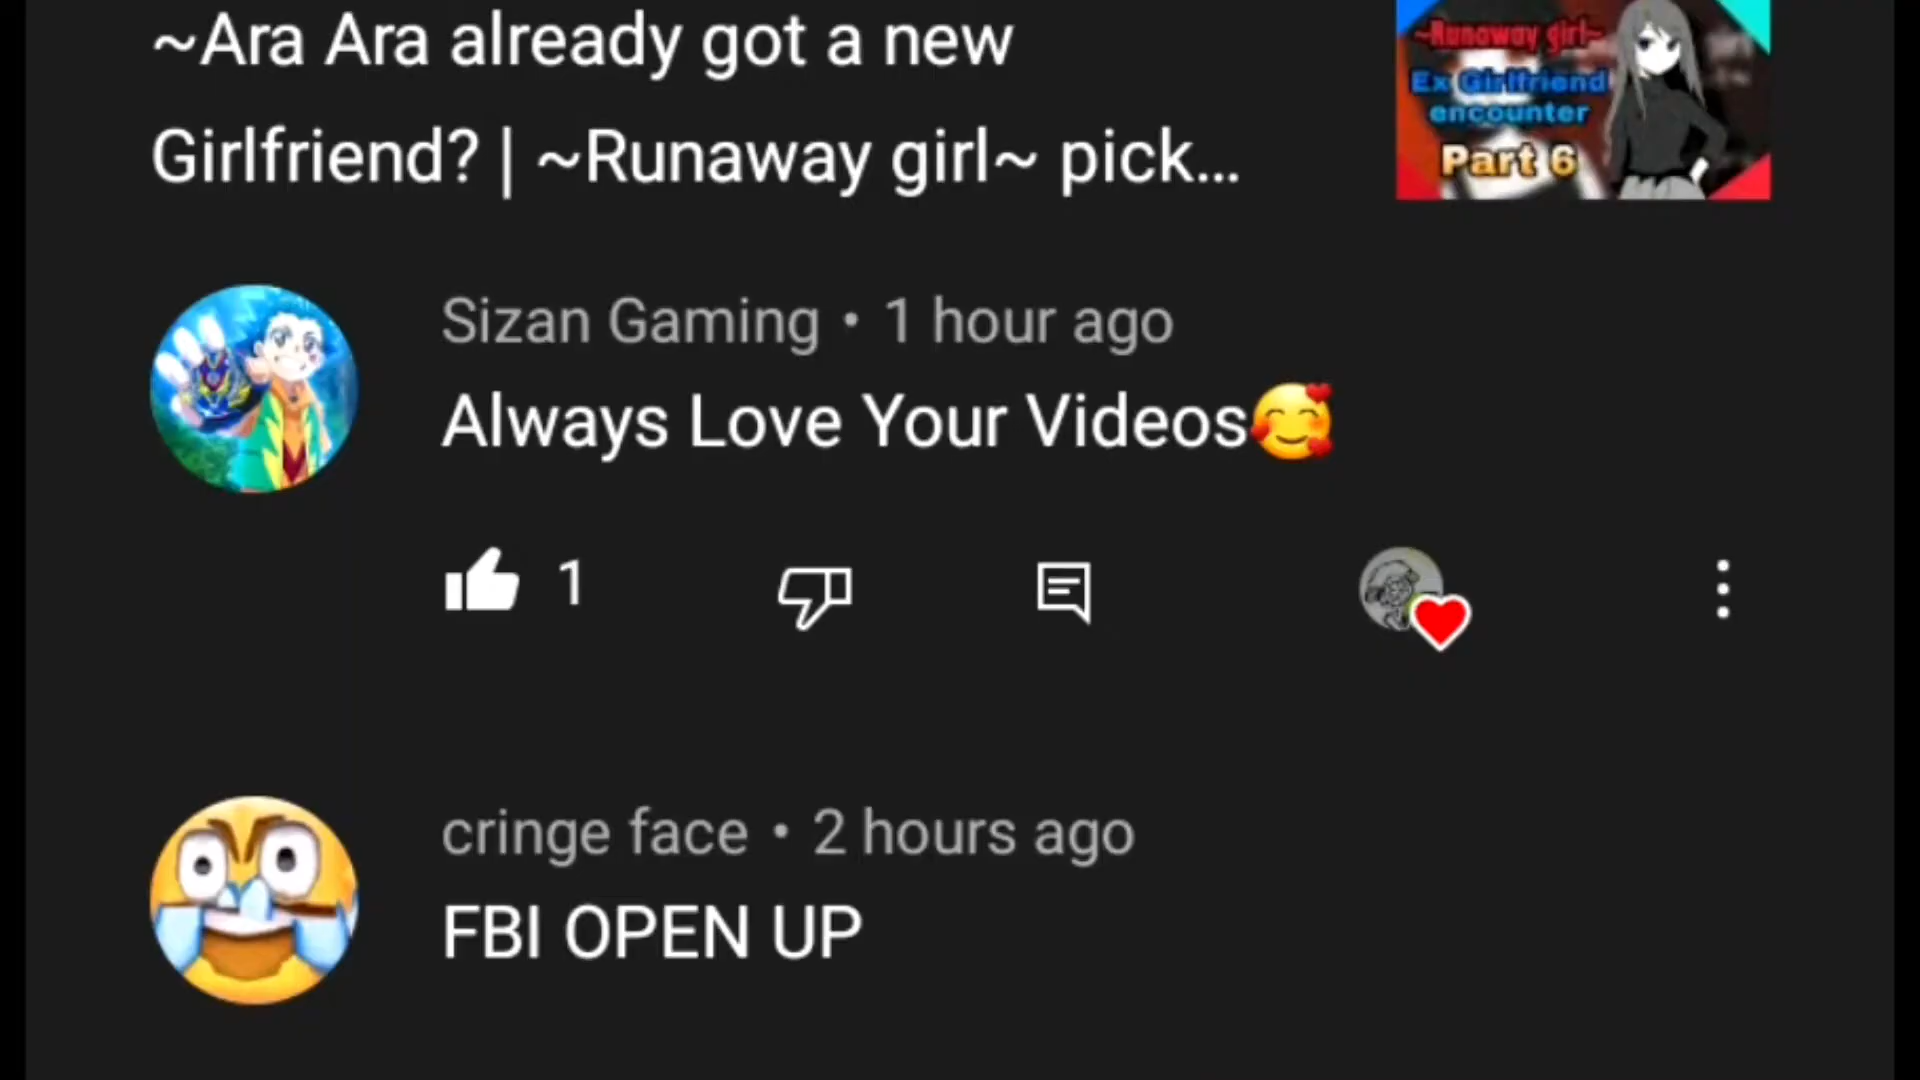 ~Ara Ara already got a new
Girlfriend? | ~Runaway girl~ pick...
~Runaway girl~
Ex Girlfriend
encounter
Part 6
Sizan Gaming • 1 hour ago
Always Love Your Videos🥰
1
cringe face • 2 hours ago
FBI OPEN UP